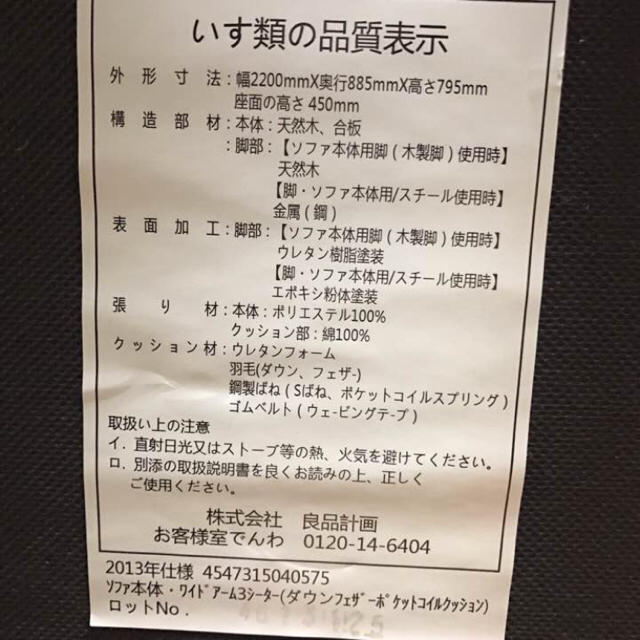 いす類の品質表示
外形寸法：幅2200mmX奥行885mmX高さ795mm
座面の高さ 450mm
構造部材：本体：天然木、合板
：脚部：【ソファ本体用脚（木製脚）使用時】
天然木
【脚・ソファ本体用/スチール使用時】
金属（鋼）
表面加工：脚部：【ソファ本体用脚（木製脚）使用時】
ウレタン樹脂塗装
【脚・ソファ本体用/スチール使用時】
エポキシ粉体塗装
張り材：本体：ポリエステル100%
クッション部：綿100%
クッション材：ウレタンフォーム
羽毛(ダウン、フェザ-)
鋼製ばね（Sばね、ポケットコイルスプリング）
ゴムベルト（ウェ-ビングテ-プ）
取扱い上の注意
イ．直射日光又はストーブ等の熱、火気を避けてください。
ロ．別添の取扱説明書を良くお読みの上、正しく
ご使用ください。
株式会社　良品計画
お客様室でんわ　0120-14-6404
2013年仕様 4547315040575
ｿﾌｧ本体・ﾜｲﾄﾞｱｰﾑ3ｼｰﾀｰ(ﾀﾞｳﾝﾌｪｻﾞｰﾎﾟｹｯﾄｺｲﾙｸｯｼｮﾝ)
ロットNo．